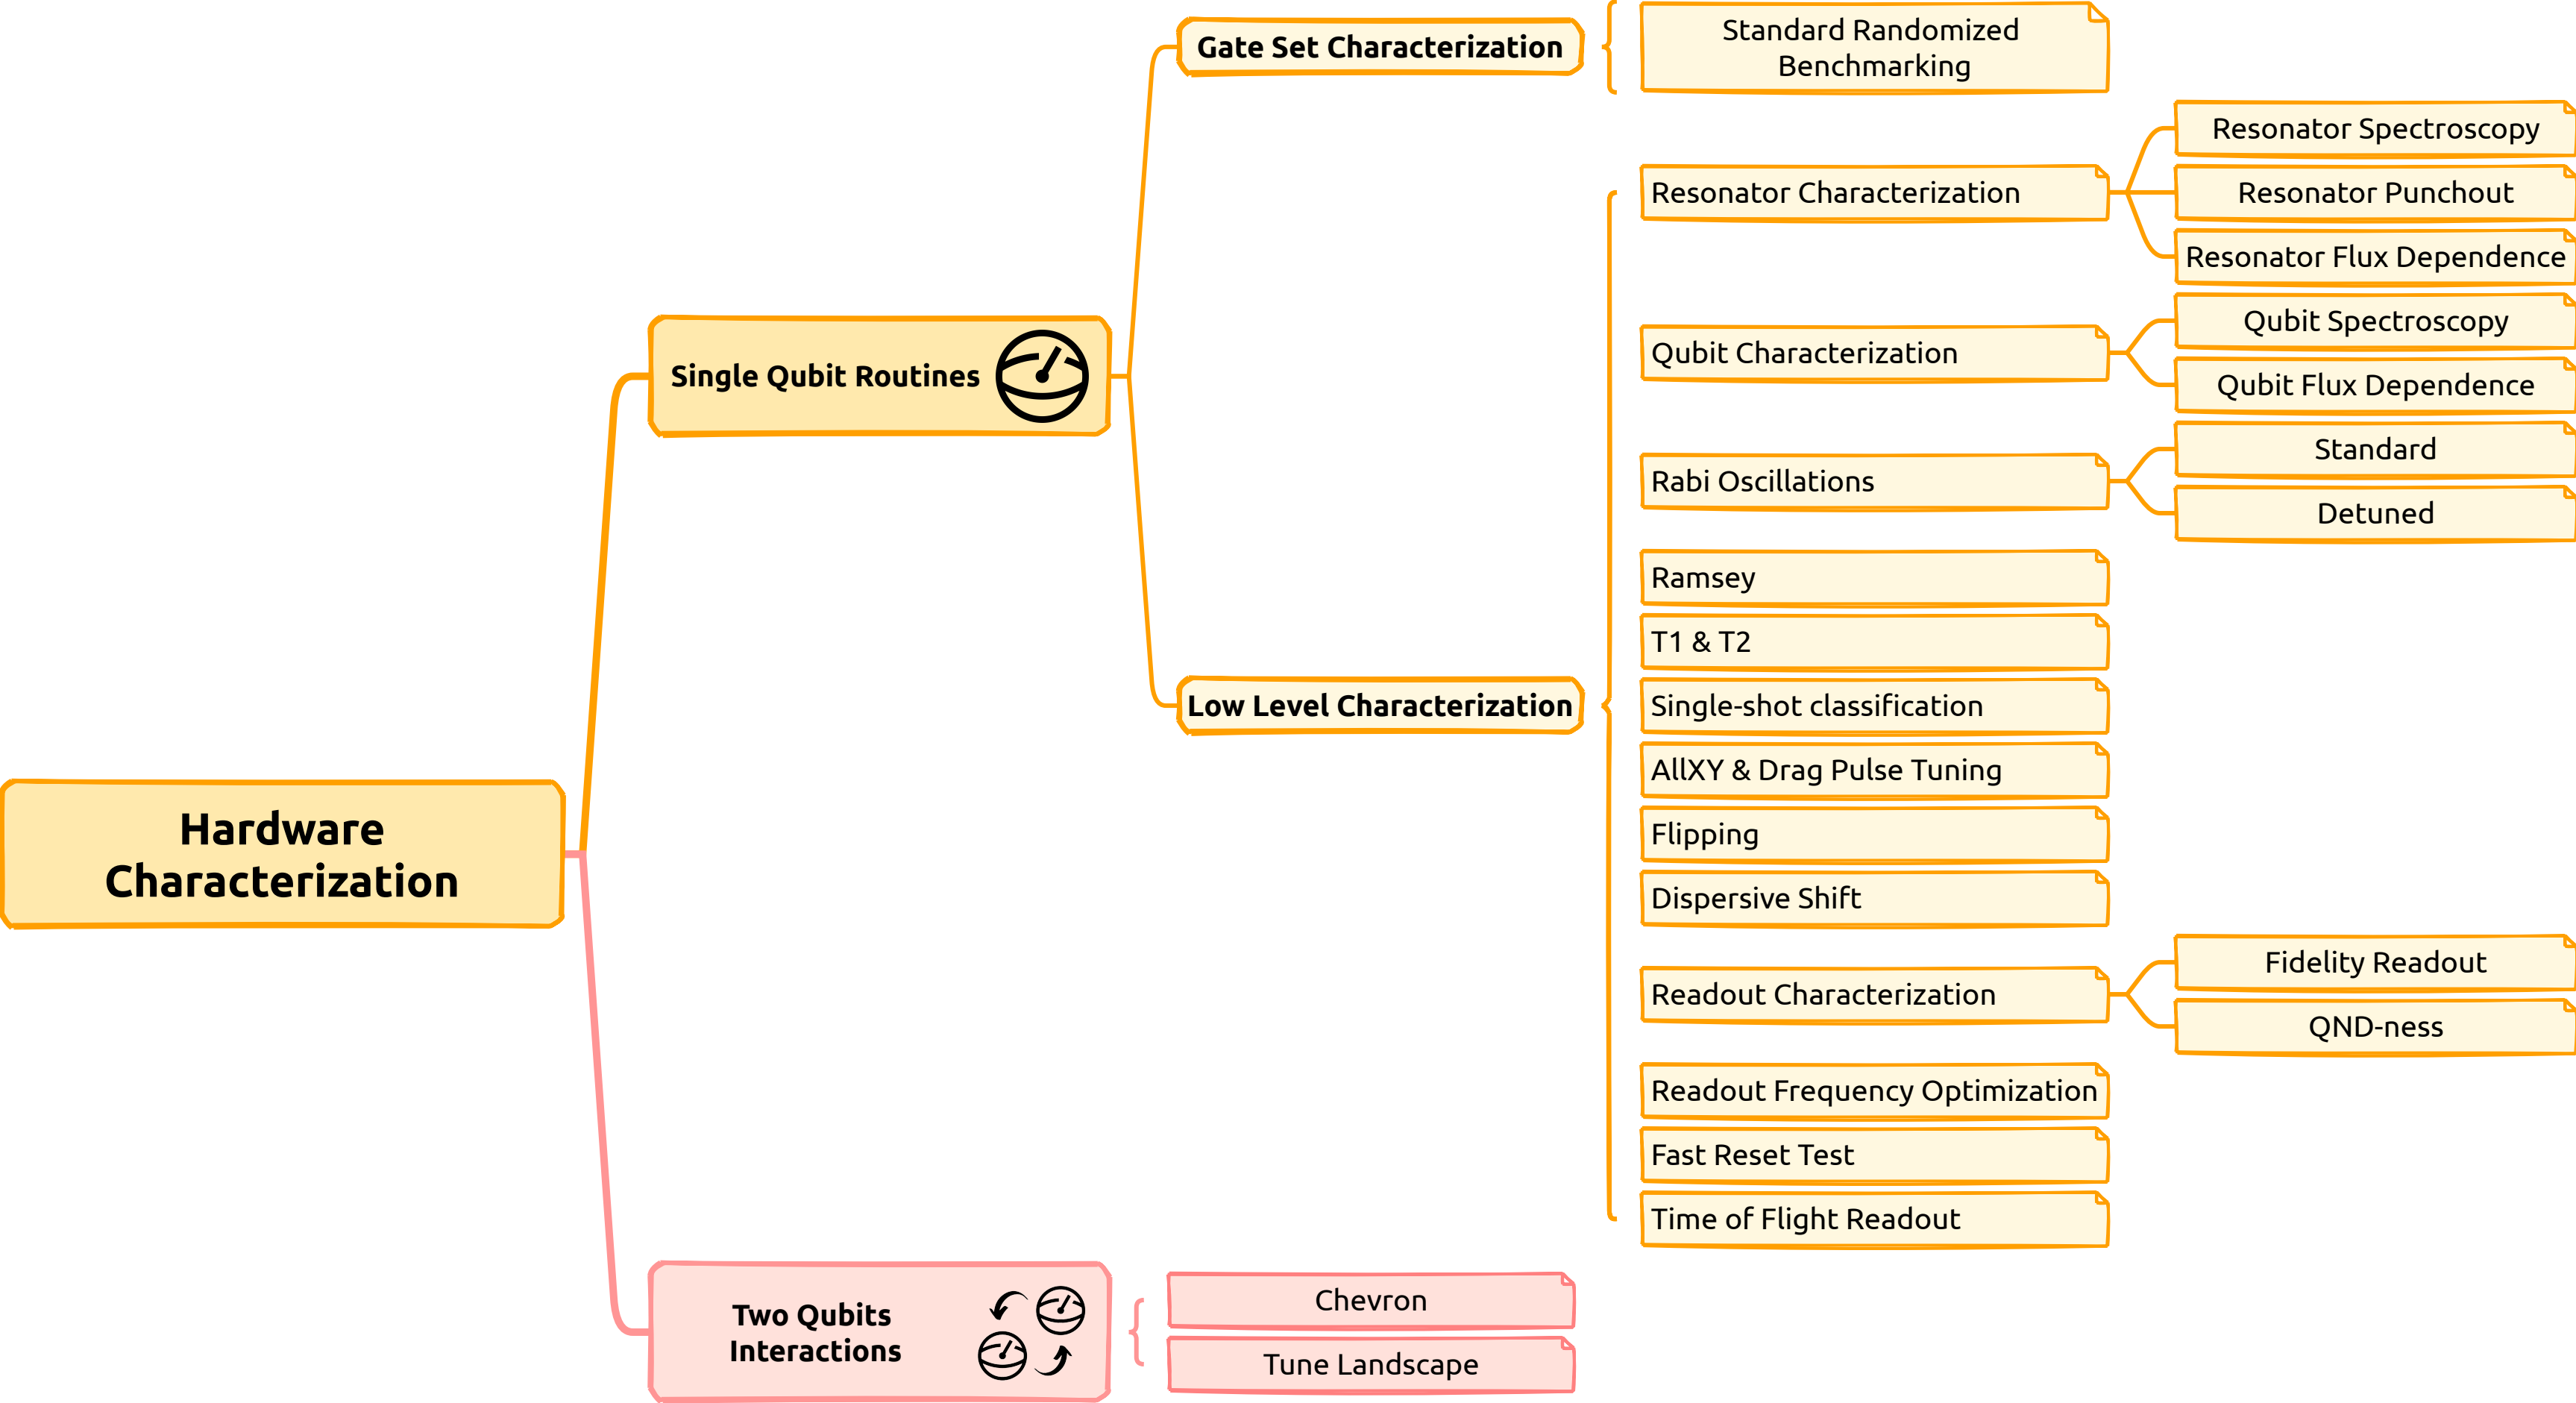 Hardware
Characterization
Single Qubit Routines
Gate Set Characterization
Standard Randomized
Benchmarking
Low Level Characterization
Resonator Characterization
Resonator Spectroscopy
Resonator Punchout
Resonator Flux Dependence
Qubit Characterization
Qubit Spectroscopy
Qubit Flux Dependence
Rabi Oscillations
Standard
Detuned
Ramsey
T1 & T2
Single-shot classification
AllXY & Drag Pulse Tuning
Flipping
Dispersive Shift
Readout Characterization
Fidelity Readout
QND-ness
Readout Frequency Optimization
Fast Reset Test
Time of Flight Readout
Two Qubits
Interactions
Chevron
Tune Landscape